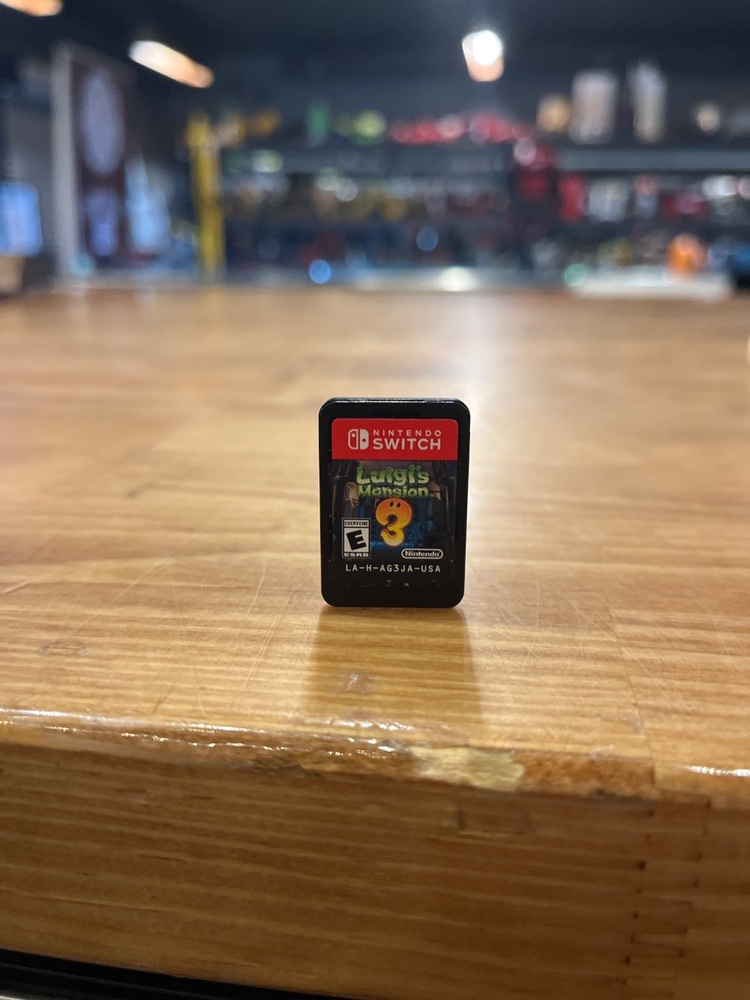 NINTENDO
SWITCH
Luigi's
Mansion
3
EVERYONE
E
ESRB
Nintendo
LA-H-AG3JA-USA